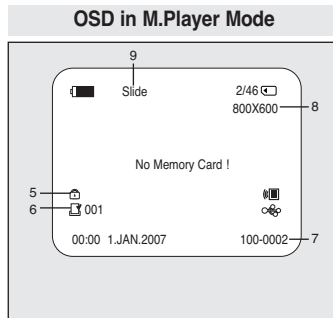 OSD in M.Player Mode
9
Slide 2/46
800X600 8
No Memory Card !
5
6 001
00:00 1.JAN.2007 100-0002 7